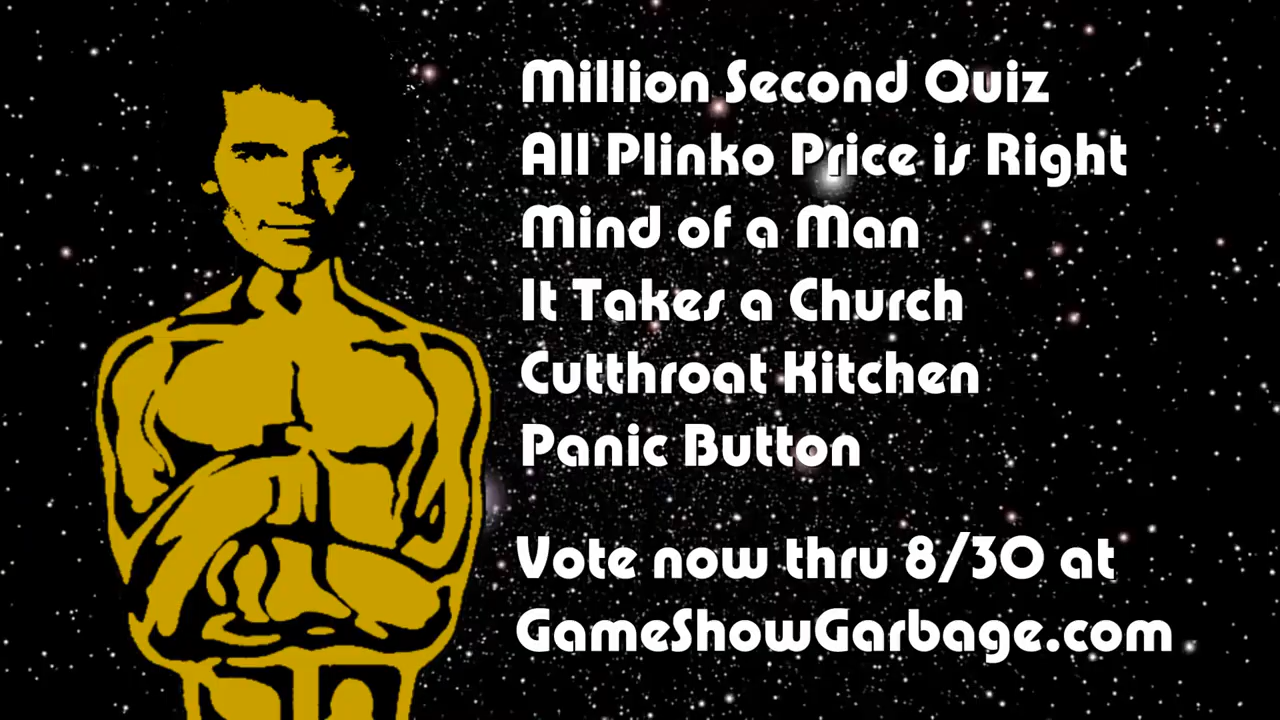 Million Second Quiz
All Plinko Price is Right
Mind of a Man
It Takes a Church
Cutthroat Kitchen
Panic Button
Vote now thru 8/30 at
GameShowGarbage.com